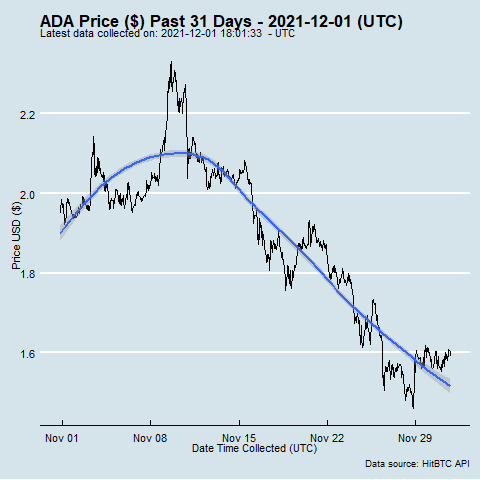 ADA Price ($) Past 31 Days - 2021-12-01 (UTC)
Latest data collected on: 2021-12-01 18:01:33  - UTC
2.2
2.0
1.8
1.6
Price USD ($)
Nov 01 Nov 08 Nov 15 Nov 22 Nov 29
Date Time Collected (UTC)
Data source: HitBTC API